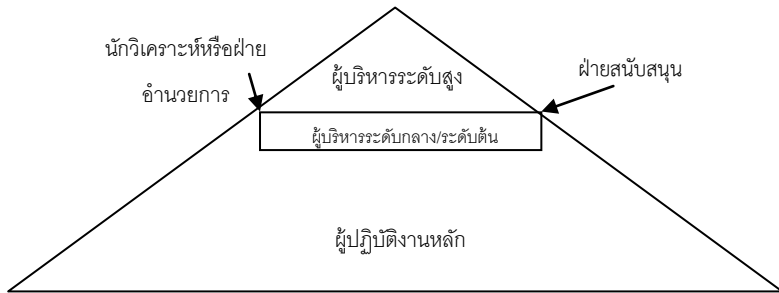 นักวิเคราะห์หรือฝ่าย
อำนวยการ
ผู้บริหารระดับสูง
ฝ่ายสนับสนุน
ผู้บริหารระดับกลาง/ระดับต้น
ผู้ปฏิบัติงานหลัก